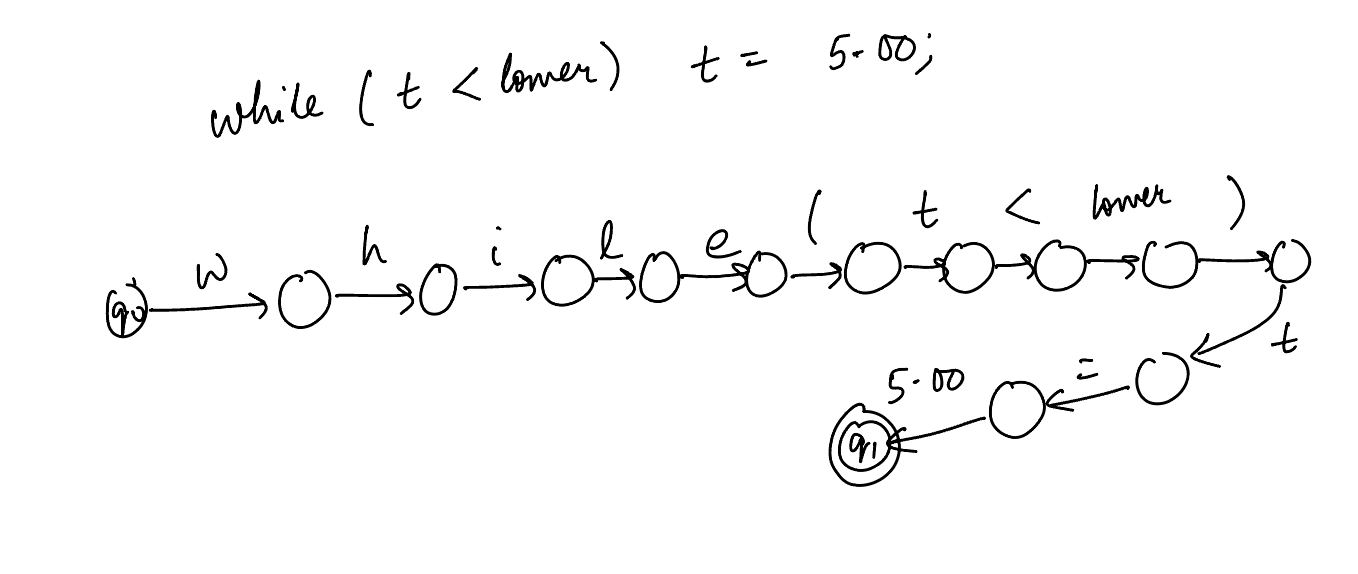 while (t < lower) t = 5.00;
w h i l e ( t < lower )
q0
t
=
5.00
q1